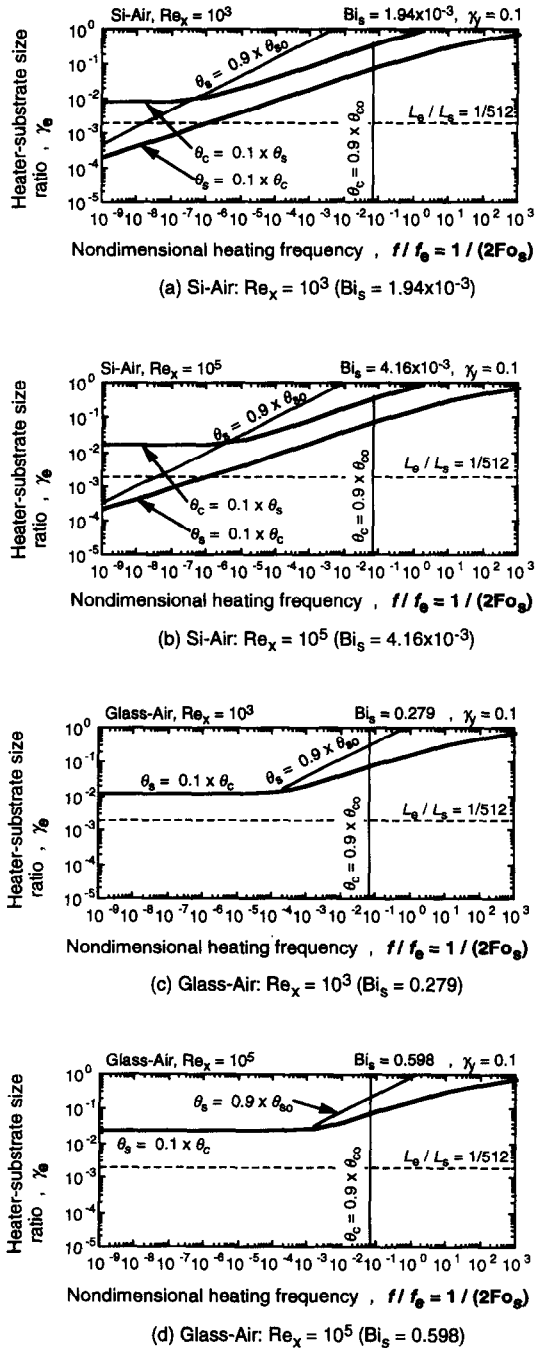 Si-Air, Re_x = 10^3 Bi_s = 1.94x10^-3, γ_y = 0.1
Heater-substrate size
ratio , γ_e
10^0
10^-1
10^-2
10^-3
10^-4
10^-5
θ_s = 0.9 x θ_so
L_e / L_s = 1/512
θ_c = 0.1 x θ_s
θ_s = 0.1 x θ_c
θ_c = 0.9 x θ_co
10^-9 10^-8 10^-7 10^-6 10^-5 10^-4 10^-3 10^-2 10^-1 10^0 10^1 10^2 10^3
Nondimensional heating frequency , f / f_e = 1 / (2Fo_s)
(a) Si-Air: Re_x = 10^3 (Bi_s = 1.94x10^-3)
Si-Air, Re_x = 10^5 Bi_s = 4.16x10^-3, γ_y = 0.1
Heater-substrate size
ratio , γ_e
10^0
10^-1
10^-2
10^-3
10^-4
10^-5
θ_s = 0.9 x θ_so
L_e / L_s = 1/512
θ_c = 0.1 x θ_s
θ_s = 0.1 x θ_c
θ_c = 0.9 x θ_co
10^-9 10^-8 10^-7 10^-6 10^-5 10^-4 10^-3 10^-2 10^-1 10^0 10^1 10^2 10^3
Nondimensional heating frequency , f / f_e = 1 / (2Fo_s)
(b) Si-Air: Re_x = 10^5 (Bi_s = 4.16x10^-3)
Glass-Air, Re_x = 10^3 Bi_s = 0.279 , γ_y = 0.1
Heater-substrate size
ratio , γ_e
10^0
10^-1
10^-2
10^-3
10^-4
10^-5
θ_s = 0.1 x θ_c
θ_s = 0.9 x θ_so
L_e / L_s = 1/512
θ_c = 0.9 x θ_co
10^-9 10^-8 10^-7 10^-6 10^-5 10^-4 10^-3 10^-2 10^-1 10^0 10^1 10^2 10^3
Nondimensional heating frequency , f / f_e = 1 / (2Fo_s)
(c) Glass-Air: Re_x = 10^3 (Bi_s = 0.279)
Glass-Air, Re_x = 10^5 Bi_s = 0.598 , γ_y = 0.1
Heater-substrate size
ratio , γ_e
10^0
10^-1
10^-2
10^-3
10^-4
10^-5
θ_s = 0.9 x θ_so
θ_s = 0.1 x θ_c
L_e / L_s = 1/512
θ_c = 0.9 x θ_co
10^-9 10^-8 10^-7 10^-6 10^-5 10^-4 10^-3 10^-2 10^-1 10^0 10^1 10^2 10^3
Nondimensional heating frequency , f / f_e = 1 / (2Fo_s)
(d) Glass-Air: Re_x = 10^5 (Bi_s = 0.598)